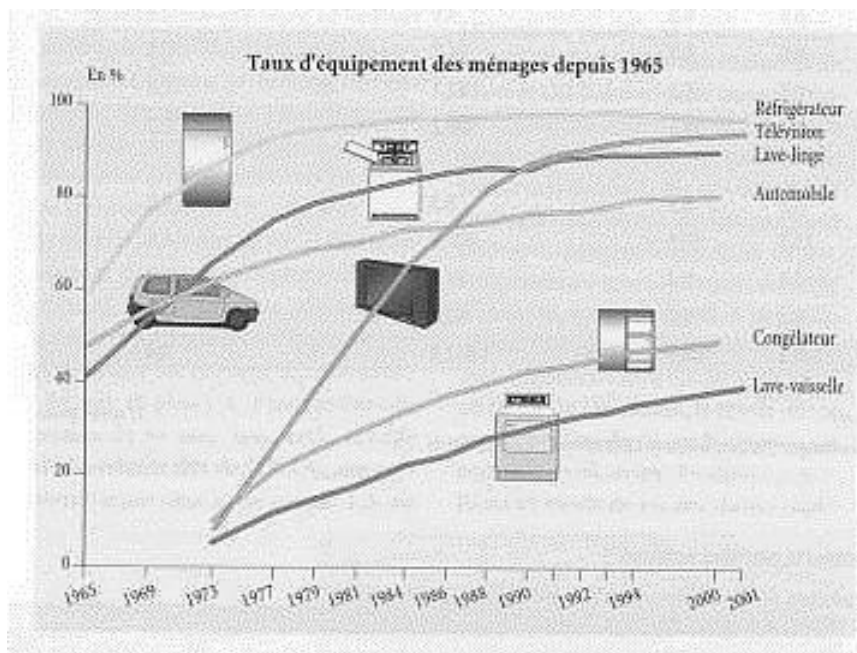 Taux d'équipement des ménages depuis 1965
En %
100
80
60
40
20
0
Réfrigérateur
Télévision
Lave-linge
Automobile
Congélateur
Lave-vaisselle
1965
1969
1973
1977
1979
1981
1984
1986
1988
1990
1992
1994
2000
2001